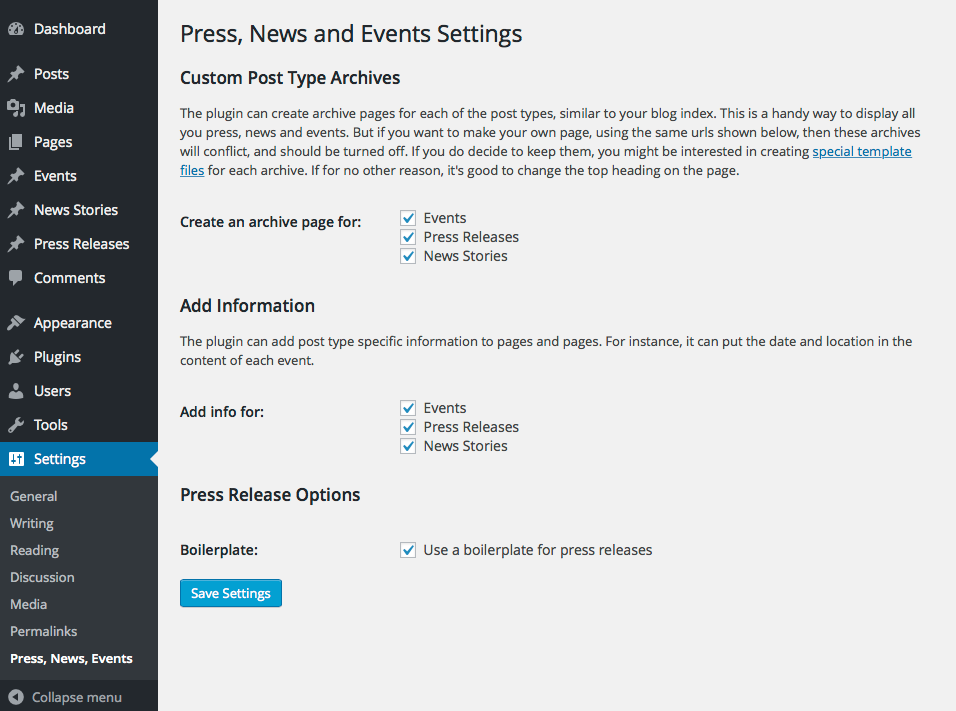 Dashboard
Posts
Media
Pages
Events
News Stories
Press Releases
Comments
Appearance
Plugins
Users
Tools
Settings
General
Writing
Reading
Discussion
Media
Permalinks
Press, News, Events
Collapse menu
Press, News and Events Settings
Custom Post Type Archives
The plugin can create archive pages for each of the post types, similar to your blog index. This is a handy way to display all
you press, news and events. But if you want to make your own page, using the same urls shown below, then these archives
will conflict, and should be turned off. If you do decide to keep them, you might be interested in creating special template
files for each archive. If for no other reason, it's good to change the top heading on the page.
Create an archive page for:
Events
Press Releases
News Stories
Add Information
The plugin can add post type specific information to pages and pages. For instance, it can put the date and location in the
content of each event.
Add info for:
Events
Press Releases
News Stories
Press Release Options
Boilerplate:
Use a boilerplate for press releases
Save Settings